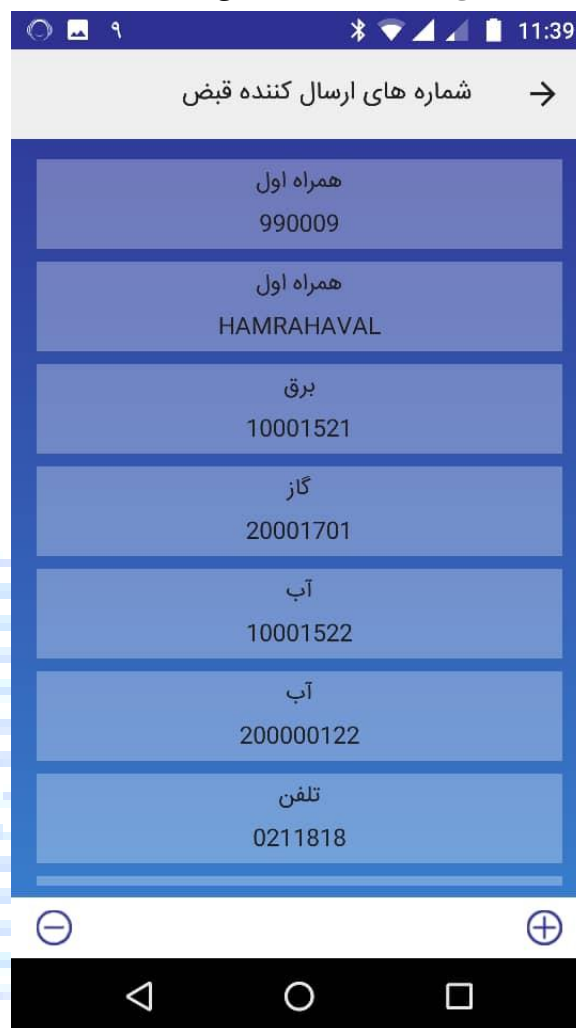 ۹ 11:39
شماره های ارسال کننده قبض
همراه اول
990009
همراه اول
HAMRAHAVAL
برق
10001521
گاز
20001701
آب
10001522
آب
200000122
تلفن
0211818